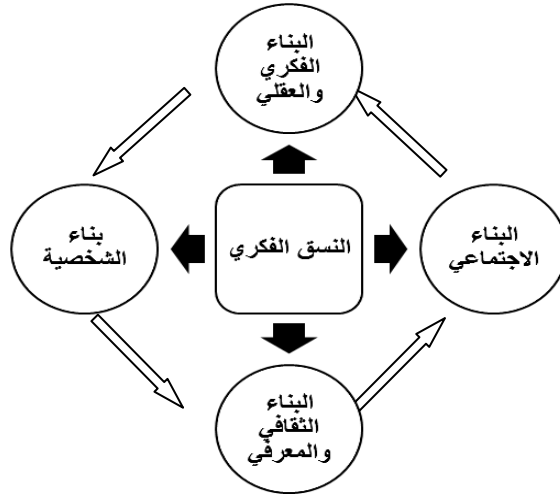 البناء
الفكري
والعقلي
البناء
الاجتماعي
النسق الفكري
بناء
الشخصية
البناء
الثقافي
والمعرفي